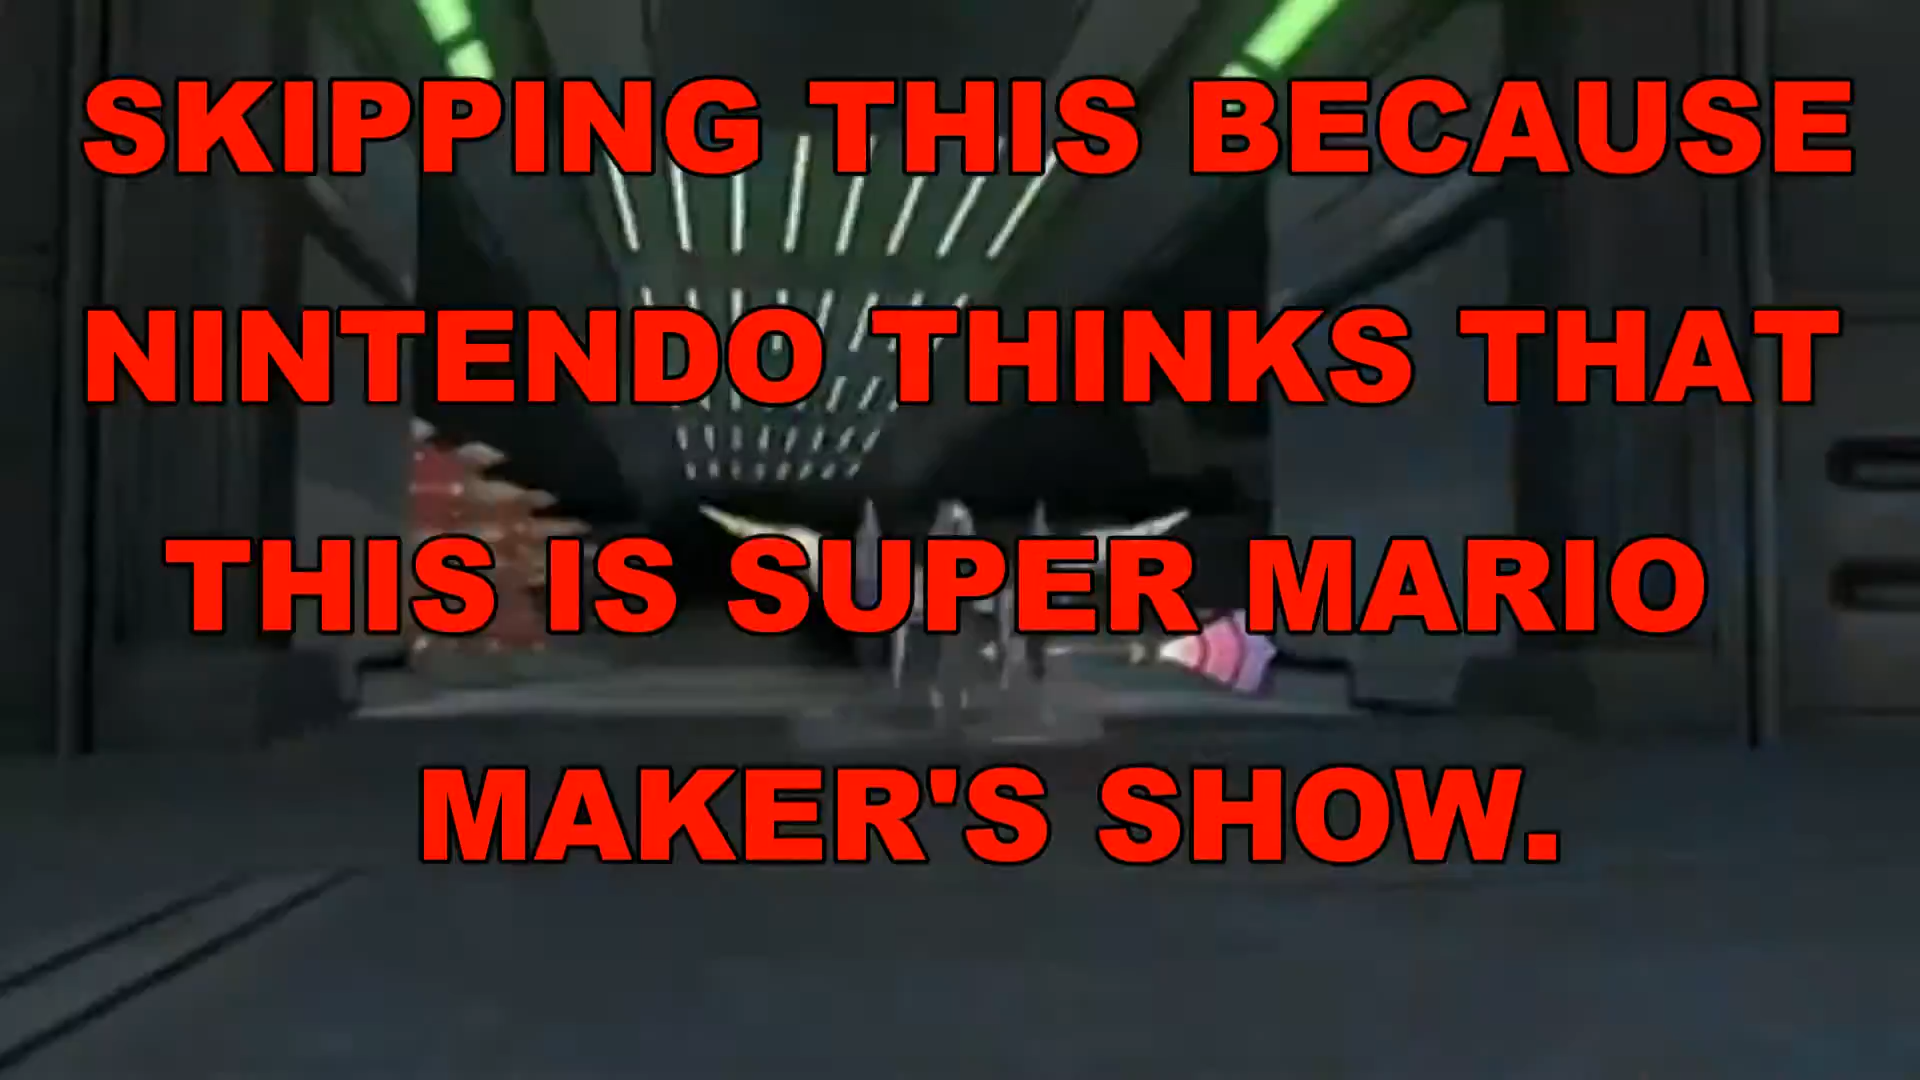 SKIPPING THIS BECAUSE
NINTENDO THINKS THAT
THIS IS SUPER MARIO
MAKER'S SHOW.